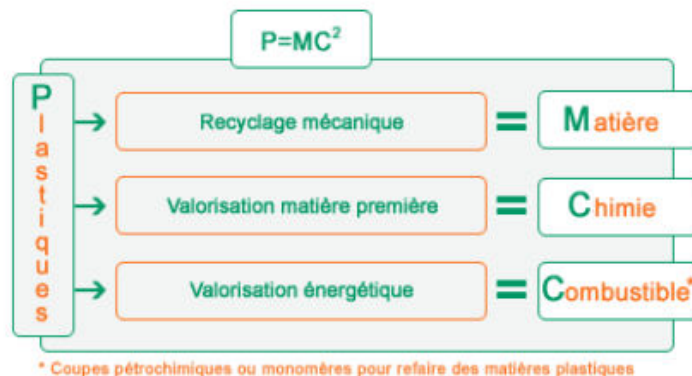 P=MC²
Plastiques
Recyclage mécanique = Matière
Valorisation matière première = Chimie
Valorisation énergétique = Combustible*
* Coupes pétrochimiques ou monomères pour refaire des matières plastiques